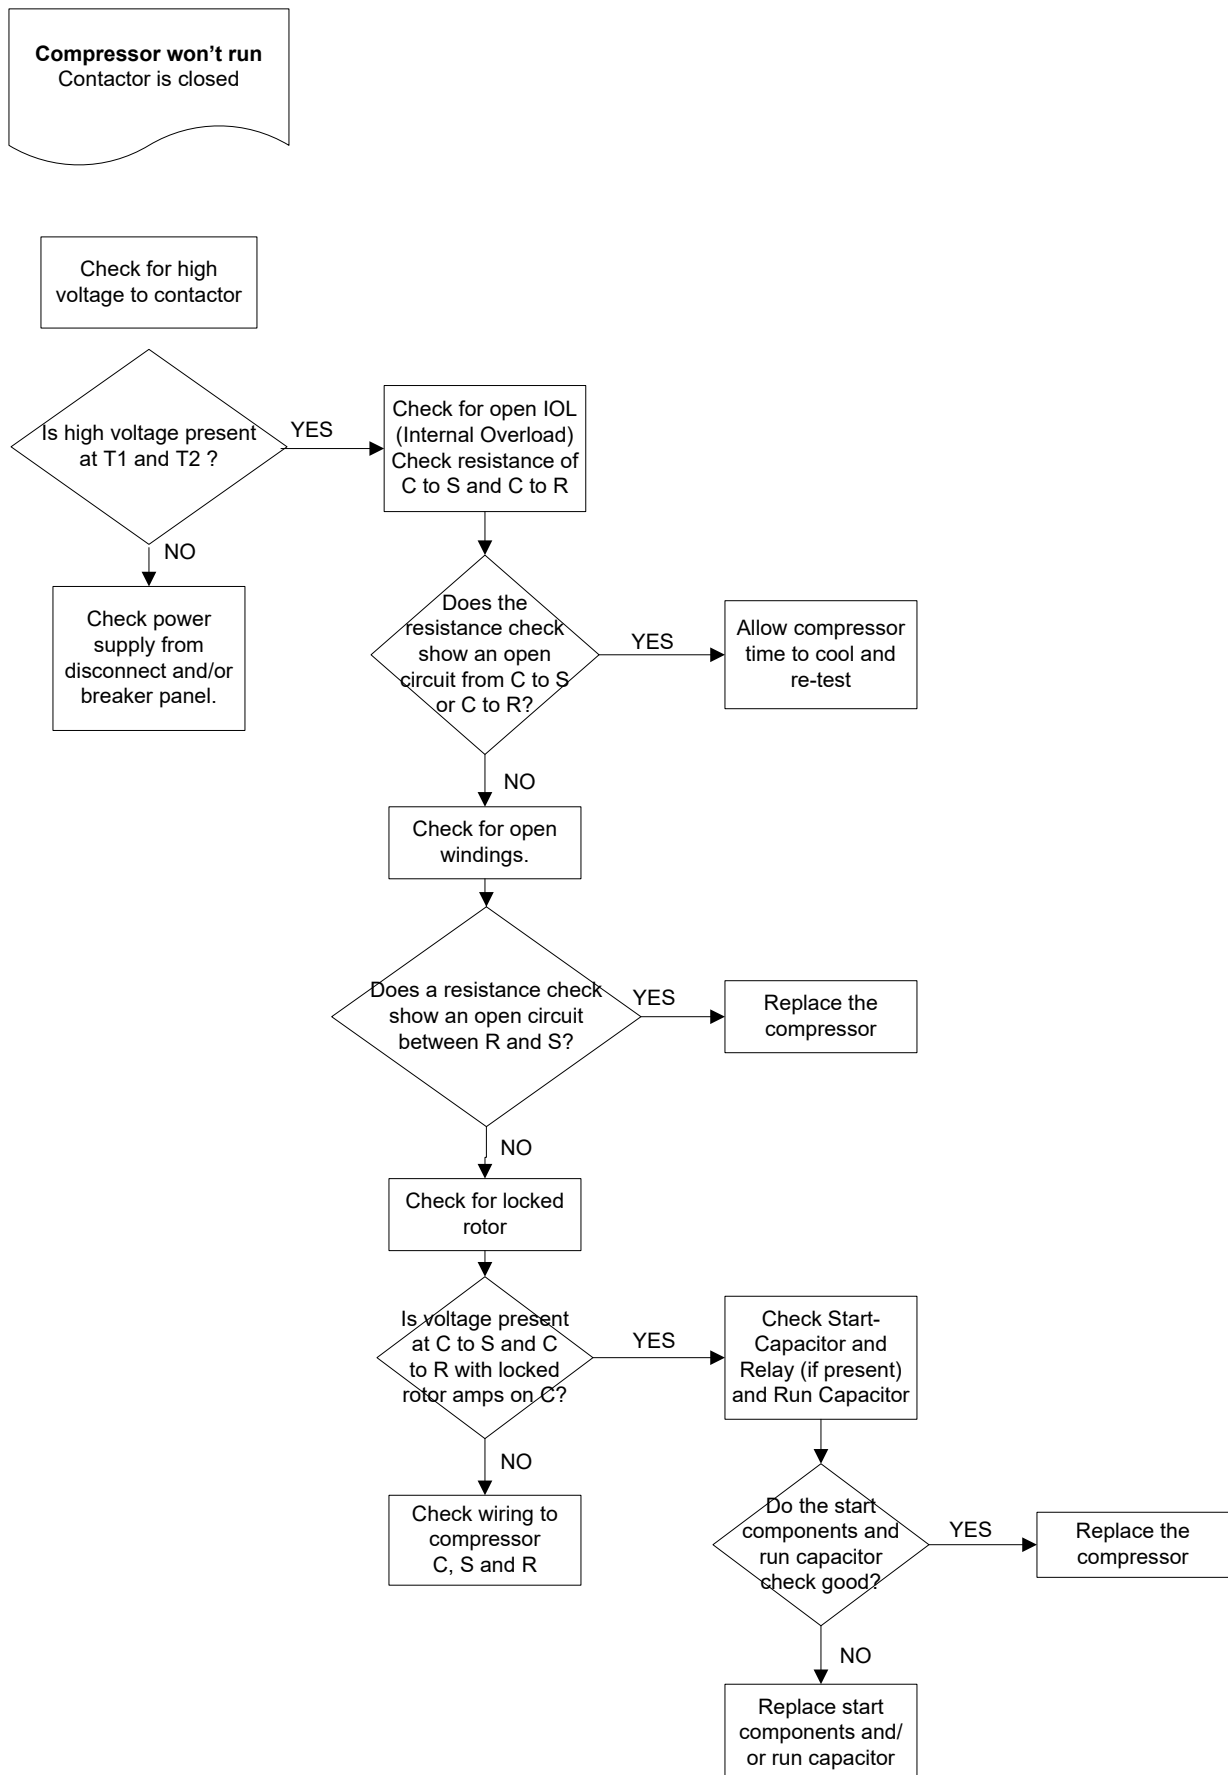 Compressor won’t run
Contactor is closed
Check for high
voltage to contactor
Is high voltage present
at T1 and T2 ?
YES
Check for open IOL
(Internal Overload)
Check resistance of
C to S and C to R
NO
Check power
supply from
disconnect and/or
breaker panel.
Does the
resistance check
show an open
circuit from C to S
or C to R?
YES
Allow compressor
time to cool and
re-test
NO
Check for open
windings.
Does a resistance check
show an open circuit
between R and S?
YES
Replace the
compressor
NO
Check for locked
rotor
Is voltage present
at C to S and C
to R with locked
rotor amps on C?
YES
Check Start-
Capacitor and
Relay (if present)
and Run Capacitor
NO
Check wiring to
compressor
C, S and R
Do the start
components and
run capacitor
check good?
YES
Replace the
compressor
NO
Replace start
components and/
or run capacitor